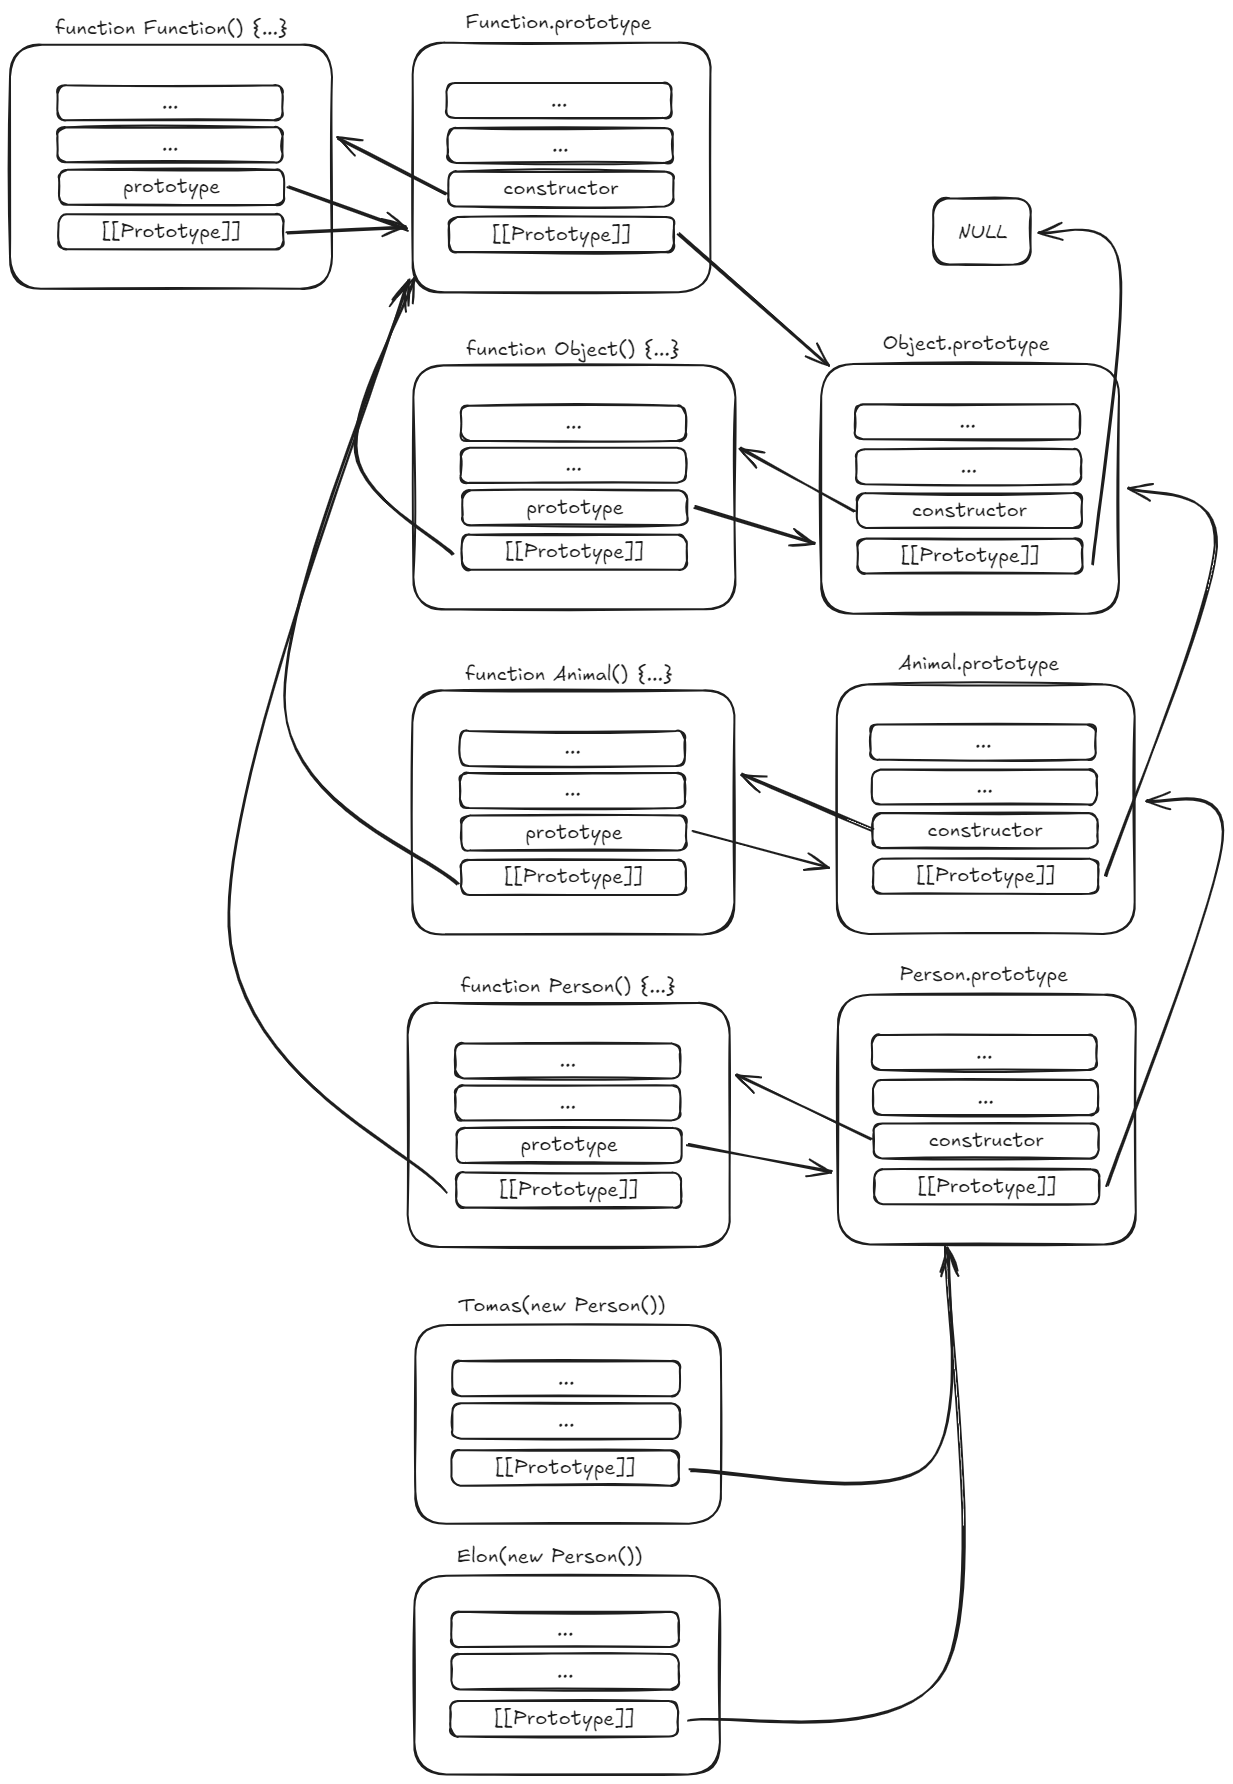 function Function() {...}
...
...
prototype
[[Prototype]]
Function.prototype
...
...
constructor
[[Prototype]]
NULL
function Object() {...}
...
...
prototype
[[Prototype]]
Object.prototype
...
...
constructor
[[Prototype]]
function Animal() {...}
...
...
prototype
[[Prototype]]
Animal.prototype
...
...
constructor
[[Prototype]]
function Person() {...}
...
...
prototype
[[Prototype]]
Person.prototype
...
...
constructor
[[Prototype]]
Tomas(new Person())
...
...
[[Prototype]]
Elon(new Person())
...
...
[[Prototype]]